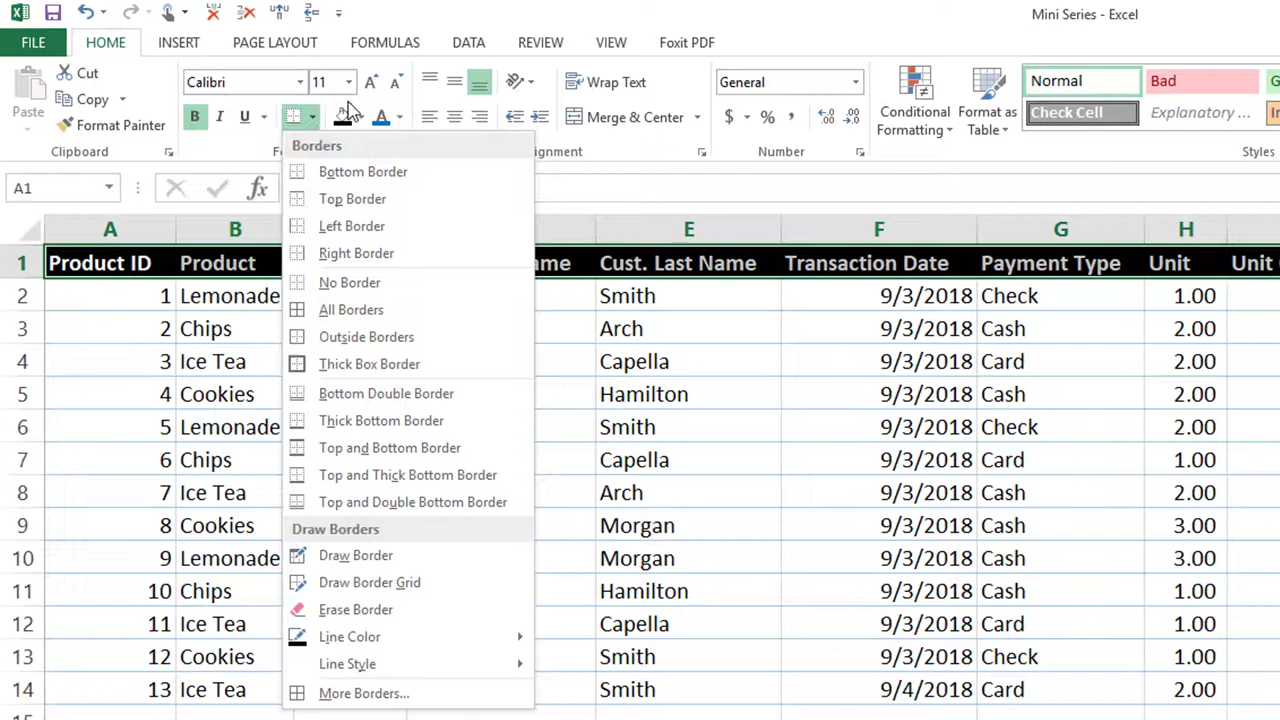 Mini Series - Excel
FILE HOME INSERT PAGE LAYOUT FORMULAS DATA REVIEW VIEW Foxit PDF
Paste
Cut
Copy
Format Painter
Clipboard
Calibri 11
B I U
Wrap Text
Merge & Center
General
$ % ,
Number
Conditional Formatting
Format as Table
Normal Bad
Check Cell
Styles
A1
fx
A B E F G H
Borders
Bottom Border
Top Border
Left Border
Right Border
No Border
All Borders
Outside Borders
Thick Box Border
Bottom Double Border
Thick Bottom Border
Top and Bottom Border
Top and Thick Bottom Border
Top and Double Bottom Border
Draw Borders
Draw Border
Draw Border Grid
Erase Border
Line Color
Line Style
More Borders...
1 Product ID Product Cust. Last Name Transaction Date Payment Type Unit Unit
2 1 Lemonade Smith 9/3/2018 Check 1.00
3 2 Chips Arch 9/3/2018 Cash 2.00
4 3 Ice Tea Capella 9/3/2018 Card 2.00
5 4 Cookies Hamilton 9/3/2018 Cash 2.00
6 5 Lemonade Smith 9/3/2018 Check 2.00
7 6 Chips Capella 9/3/2018 Card 1.00
8 7 Ice Tea Arch 9/3/2018 Cash 2.00
9 8 Cookies Morgan 9/3/2018 Cash 3.00
10 9 Lemonade Morgan 9/3/2018 Cash 3.00
11 10 Chips Hamilton 9/3/2018 Cash 1.00
12 11 Ice Tea Capella 9/3/2018 Card 2.00
13 12 Cookies Smith 9/3/2018 Check 1.00
14 13 Ice Tea Smith 9/4/2018 Card 2.00